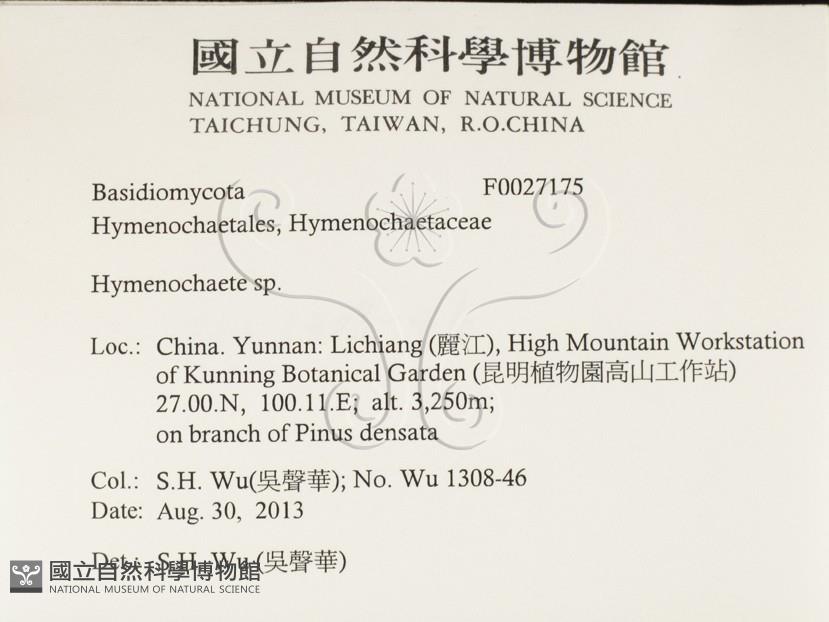 國立自然科學博物館
NATIONAL MUSEUM OF NATURAL SCIENCE
TAICHUNG, TAIWAN, R.O.CHINA
Basidiomycota F0027175
Hymenochaetales, Hymenochaetaceae
Hymenochaete sp.
Loc.: China. Yunnan: Lichiang (麗江), High Mountain Workstation
of Kunning Botanical Garden (昆明植物園高山工作站)
27.00.N, 100.11.E; alt. 3,250m;
on branch of Pinus densata
Col.: S.H. Wu(吳聲華); No. Wu 1308-46
Date: Aug. 30, 2013
Det.: S.H. Wu (吳聲華)
國立自然科學博物館
NATIONAL MUSEUM OF NATURAL SCIENCE